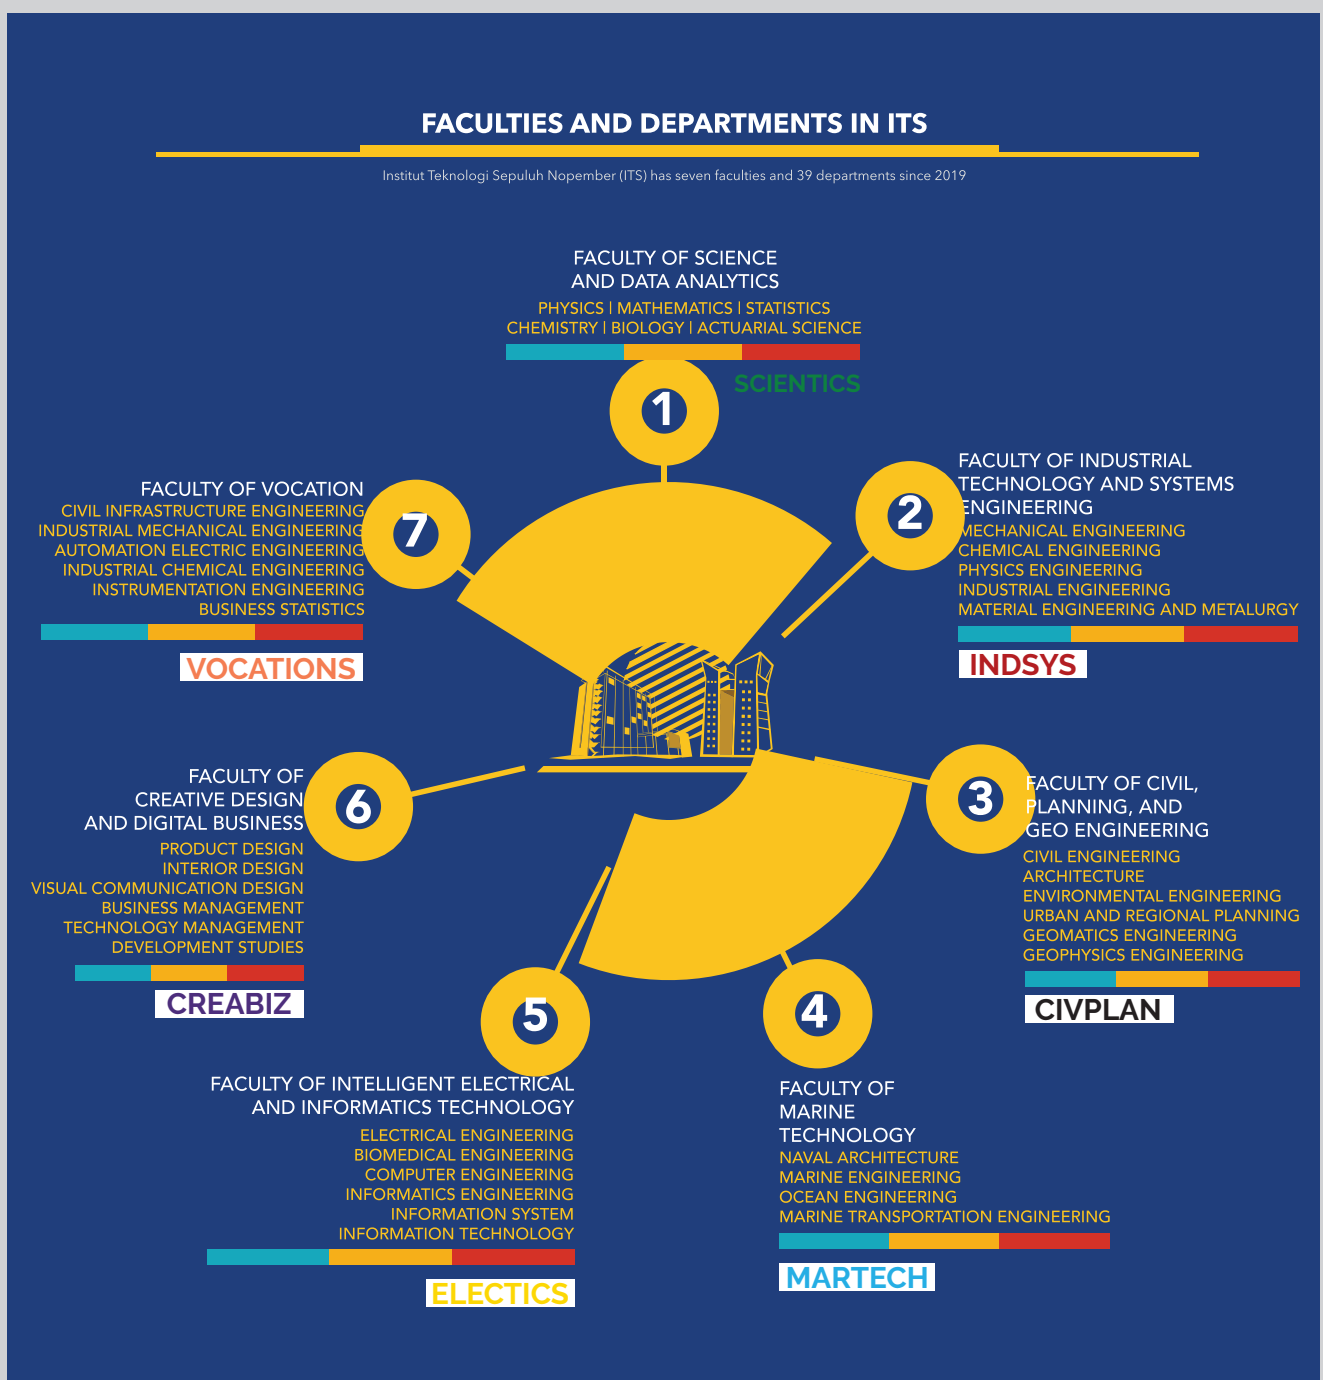 FACULTIES AND DEPARTMENTS IN ITS
Institut Teknologi Sepuluh Nopember (ITS) has seven faculties and 39 departments since 2019
FACULTY OF SCIENCE
AND DATA ANALYTICS
PHYSICS | MATHEMATICS | STATISTICS
CHEMISTRY | BIOLOGY | ACTUARIAL SCIENCE
SCIENTICS
1
2
FACULTY OF INDUSTRIAL
TECHNOLOGY AND SYSTEMS
ENGINEERING
MECHANICAL ENGINEERING
CHEMICAL ENGINEERING
PHYSICS ENGINEERING
INDUSTRIAL ENGINEERING
MATERIAL ENGINEERING AND METALURGY
INDSYS
3
FACULTY OF CIVIL,
PLANNING, AND
GEO ENGINEERING
CIVIL ENGINEERING
ARCHITECTURE
ENVIRONMENTAL ENGINEERING
URBAN AND REGIONAL PLANNING
GEOMATICS ENGINEERING
GEOPHYSICS ENGINEERING
CIVPLAN
4
FACULTY OF
MARINE
TECHNOLOGY
NAVAL ARCHITECTURE
MARINE ENGINEERING
OCEAN ENGINEERING
MARINE TRANSPORTATION ENGINEERING
MARTECH
5
FACULTY OF INTELLIGENT ELECTRICAL
AND INFORMATICS TECHNOLOGY
ELECTRICAL ENGINEERING
BIOMEDICAL ENGINEERING
COMPUTER ENGINEERING
INFORMATICS ENGINEERING
INFORMATION SYSTEM
INFORMATION TECHNOLOGY
ELECTICS
6
FACULTY OF
CREATIVE DESIGN
AND DIGITAL BUSINESS
PRODUCT DESIGN
INTERIOR DESIGN
VISUAL COMMUNICATION DESIGN
BUSINESS MANAGEMENT
TECHNOLOGY MANAGEMENT
DEVELOPMENT STUDIES
CREABIZ
7
FACULTY OF VOCATION
CIVIL INFRASTRUCTURE ENGINEERING
INDUSTRIAL MECHANICAL ENGINEERING
AUTOMATION ELECTRIC ENGINEERING
INDUSTRIAL CHEMICAL ENGINEERING
INSTRUMENTATION ENGINEERING
BUSINESS STATISTICS
VOCATIONS